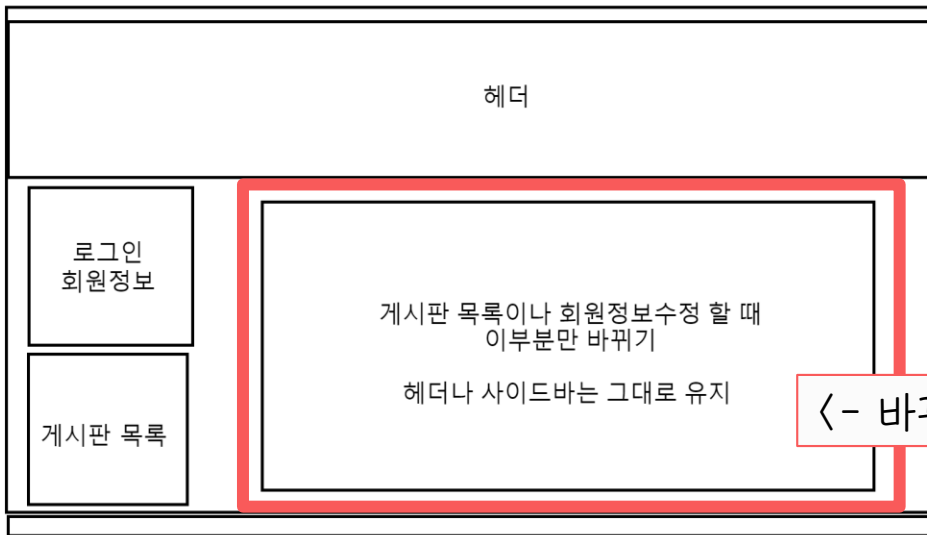 헤더
로그인
회원정보
게시판 목록이나 회원정보수정 할 때
이부분만 바뀌기
헤더나 사이드바는 그대로 유지
<-
게시판 목록